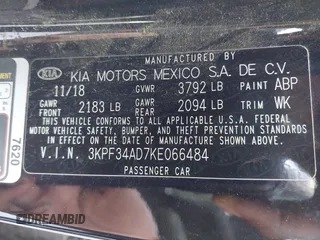 MANUFACTURED BY
KIA KIA MOTORS MEXICO S.A. DE C.V.
11/18 GVWR 3792 LB PAINT ABP
GAWR FRONT 2183 LB GAWR REAR 2094 LB TRIM WK
THIS VEHICLE CONFORMS TO ALL APPLICABLE U.S. FEDERAL
MOTOR VEHICLE SAFETY, BUMPER, AND THEFT PREVENTION STANDARDS
IN EFFECT ON THE DATE OF MANUFACTURE SHOWN ABOVE.
V.I.N. 3KPF34AD7KE066484
PASSENGER CAR
7620
DREAMBID